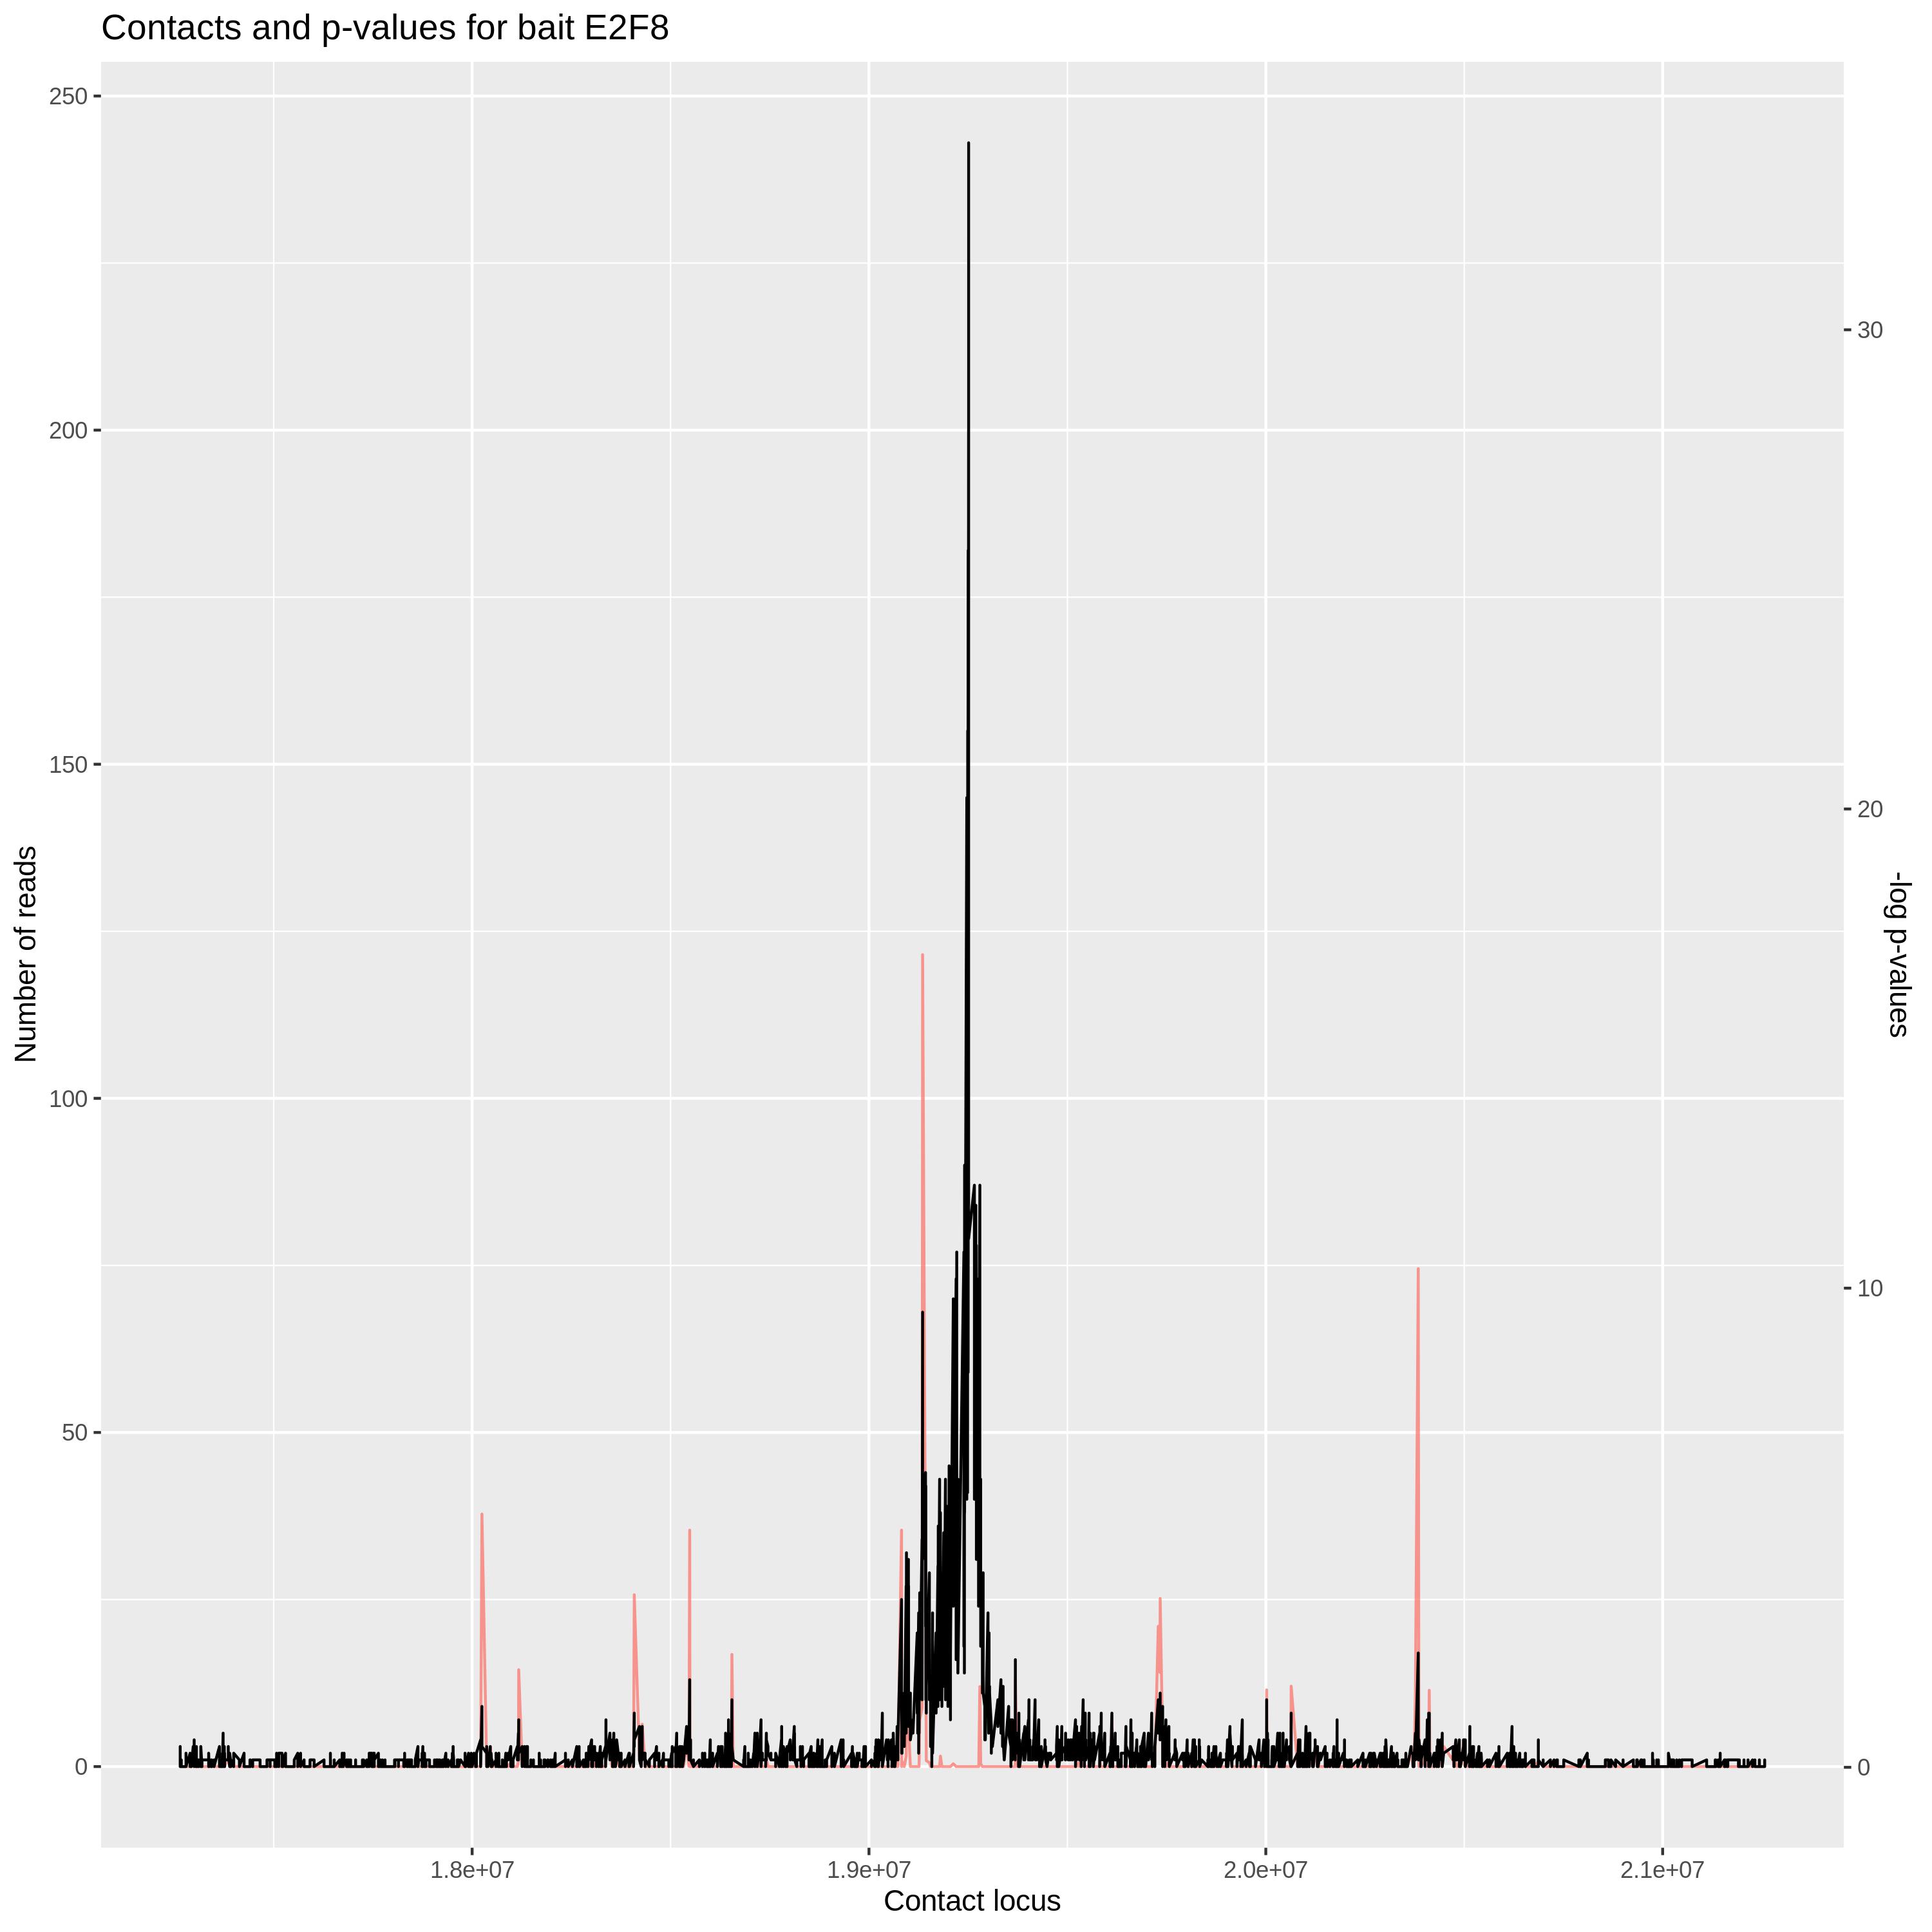 Contacts and p-values for bait E2F8
250
200
150
100
50
0
Number of reads
30
20
10
0
-log p-values
1.8e+07
1.9e+07
2.0e+07
2.1e+07
Contact locus